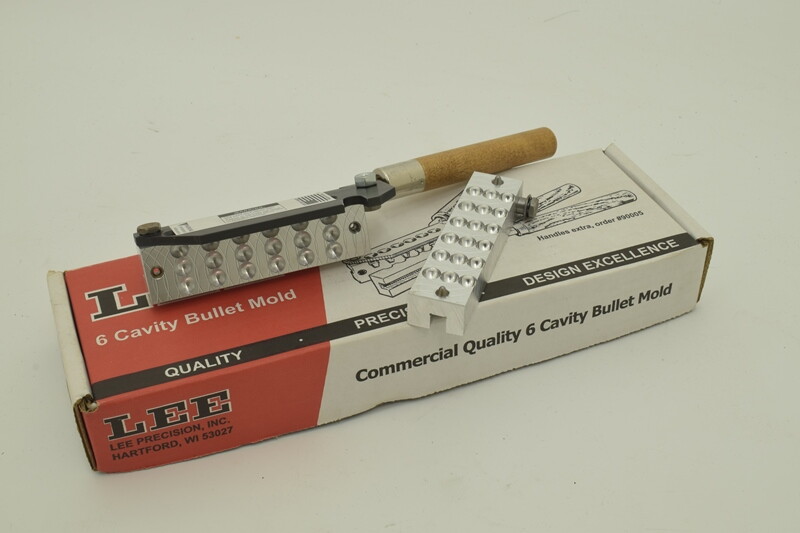 LEE
6 Cavity Bullet Mold
Handles extra, order #90005
QUALITY PRECI DESIGN EXCELLENCE
Commercial Quality 6 Cavity Bullet Mold
LEE
LEE PRECISION, INC.
HARTFORD, WI 53027